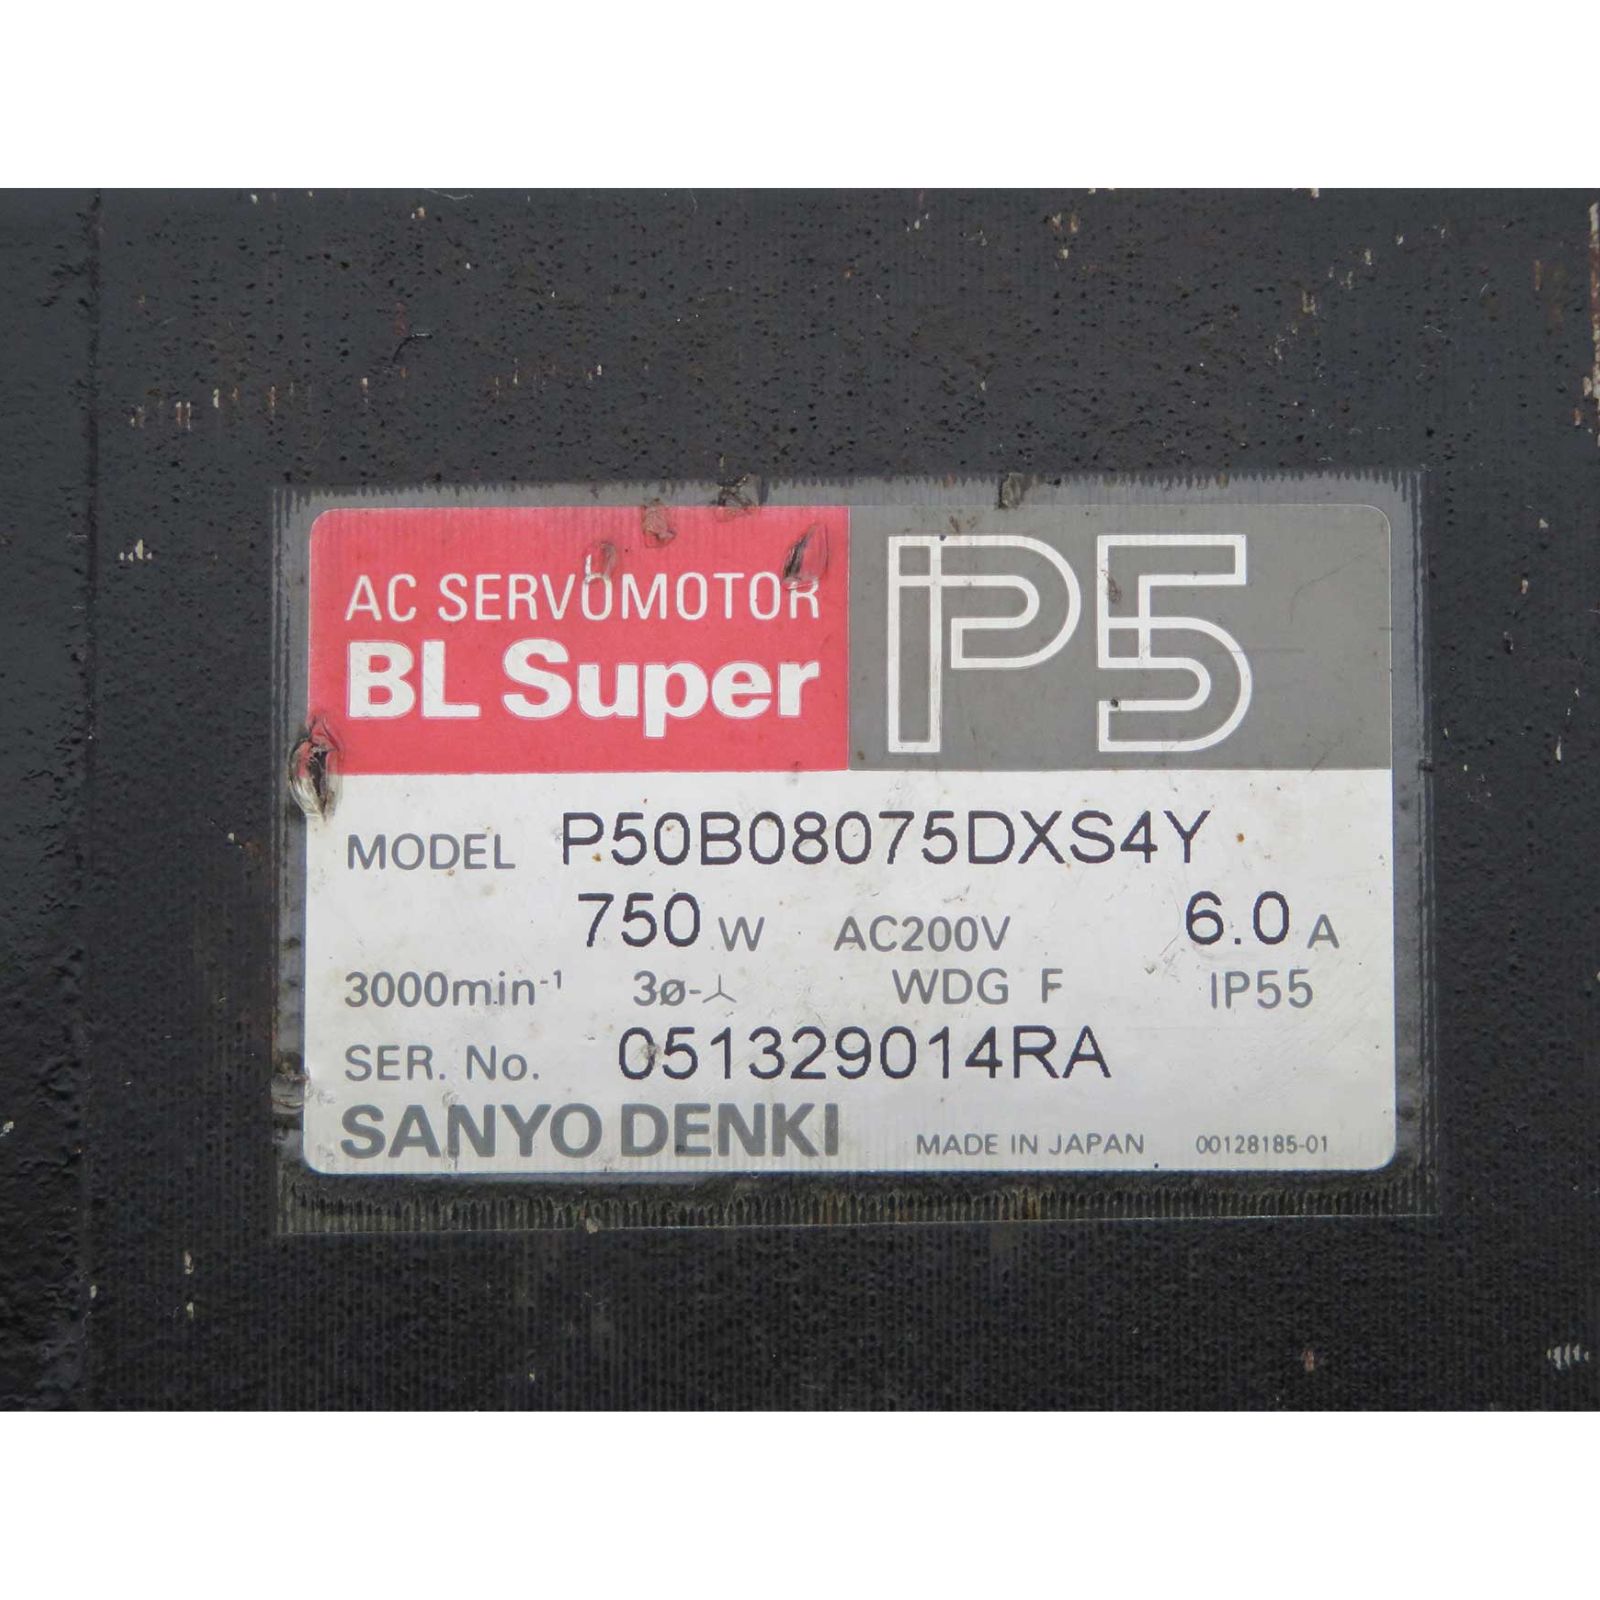 AC SERVOMOTOR
BL Super
P5
MODEL P50B08075DXS4Y
750 W AC200V 6.0 A
3000min⁻¹ 3ø-⅄ WDG F IP55
SER. No. 051329014RA
SANYO DENKI MADE IN JAPAN 00128185-01